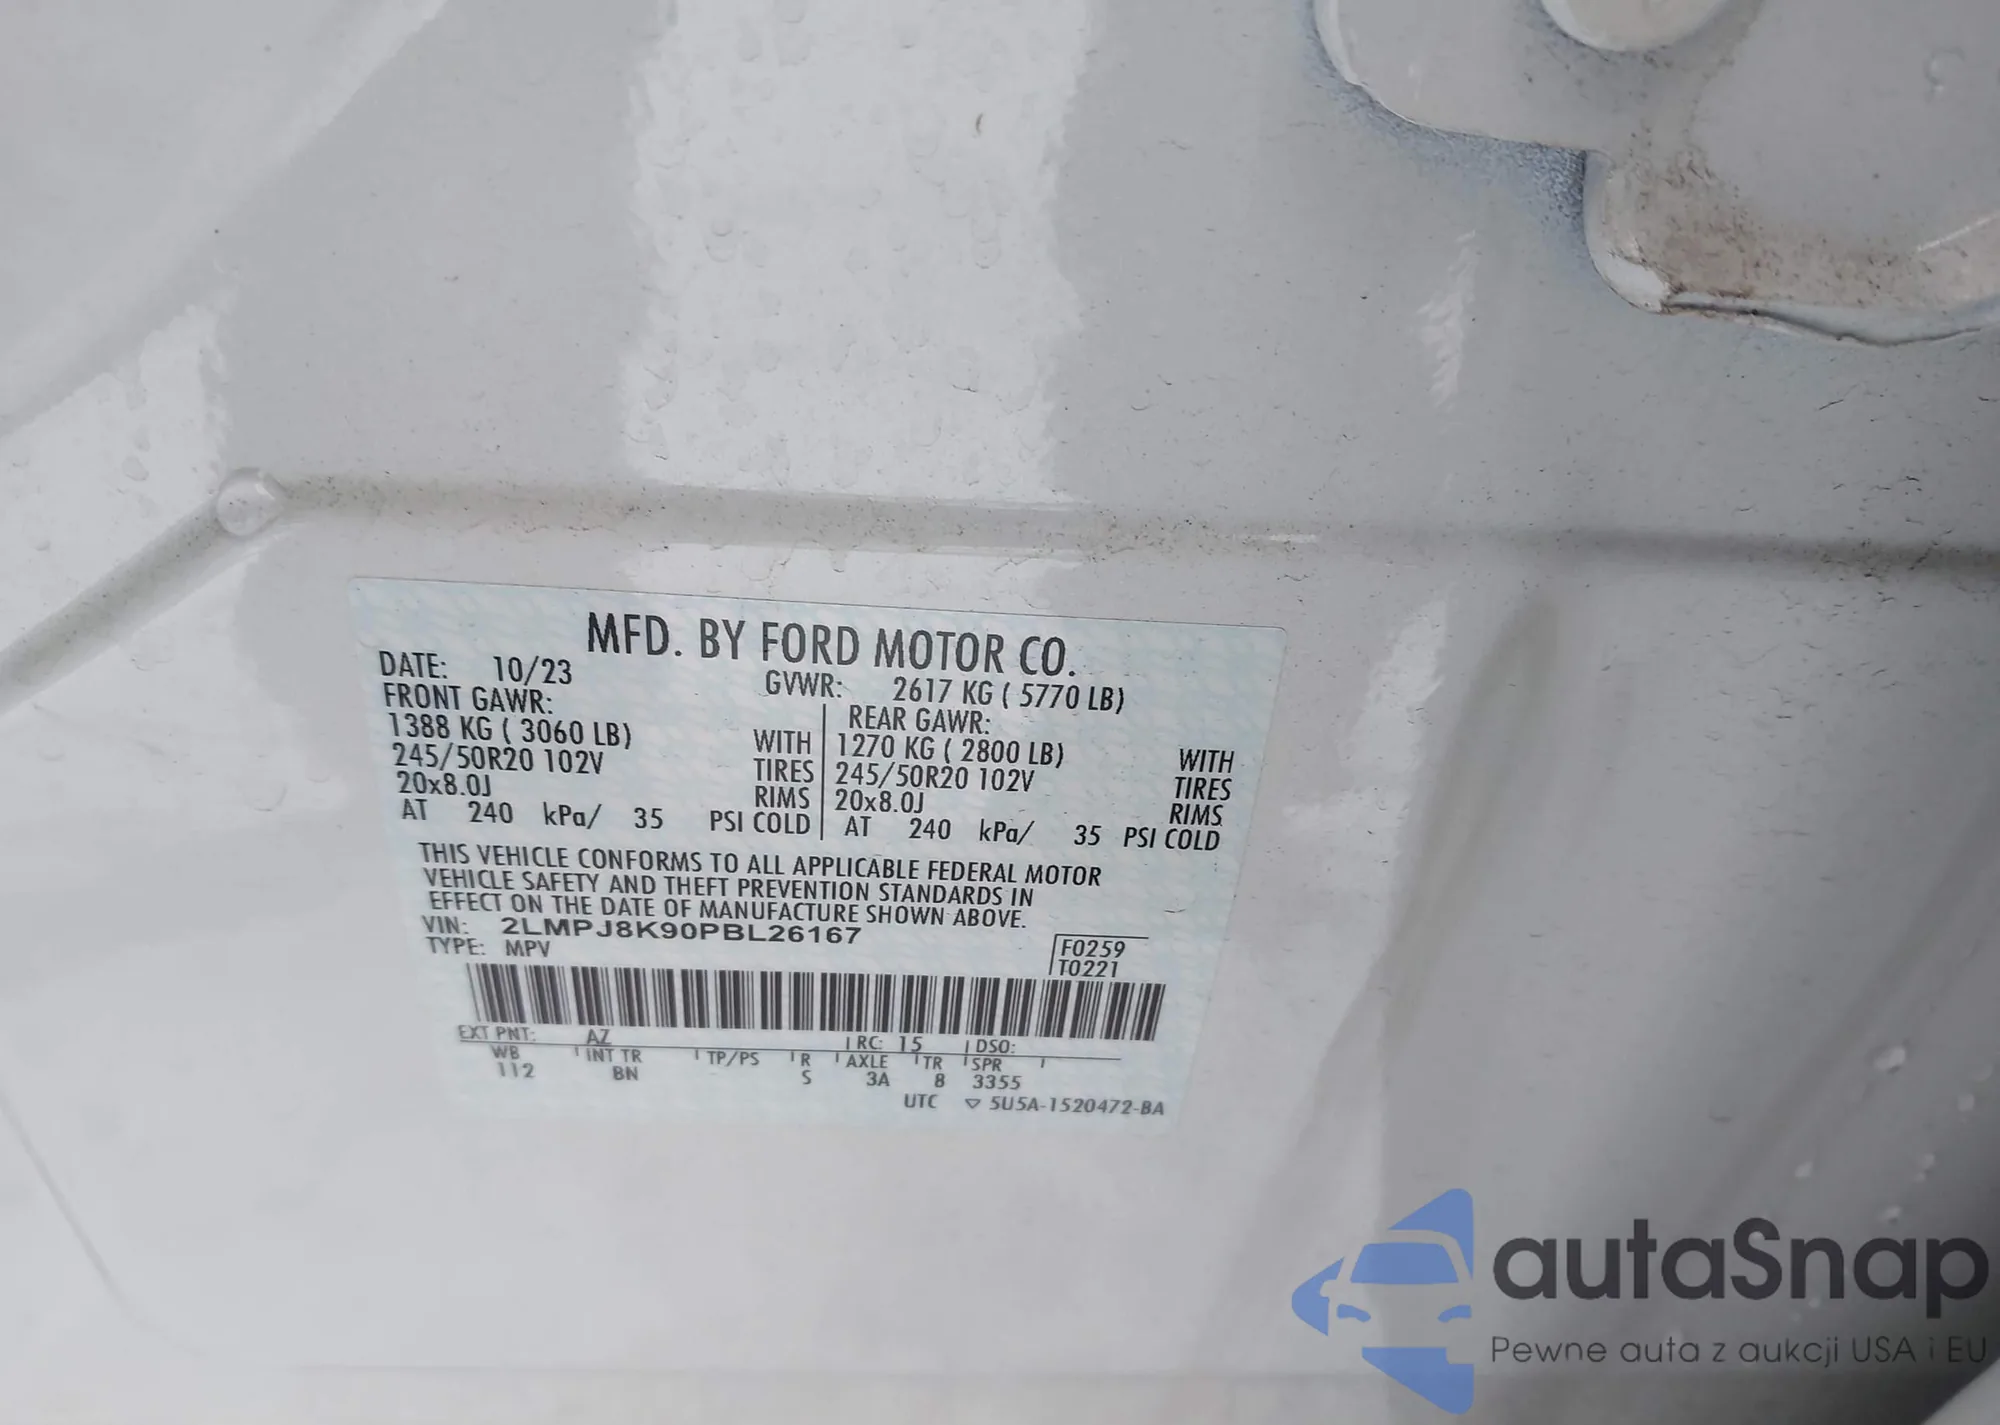 MFD. BY FORD MOTOR CO.
DATE: 10/23 GVWR: 2617 KG ( 5770 LB)
FRONT GAWR: REAR GAWR:
1388 KG ( 3060 LB) WITH 1270 KG ( 2800 LB) WITH
245/50R20 102V TIRES 245/50R20 102V TIRES
20x8.0J RIMS 20x8.0J RIMS
AT 240 kPa/ 35 PSI COLD AT 240 kPa/ 35 PSI COLD
THIS VEHICLE CONFORMS TO ALL APPLICABLE FEDERAL MOTOR
VEHICLE SAFETY AND THEFT PREVENTION STANDARDS IN
EFFECT ON THE DATE OF MANUFACTURE SHOWN ABOVE.
VIN: 2LMPJ8K90PBL26167 F0259
TYPE: MPV T0221
EXT PNT: AZ RC: 15 DSO:
WB INT TR TP/PS R AXLE TR SPR
112 BN S 3A 8 3355
UTC ▽ 5U5A-1520472-BA
autaSnap
Pewne auta z aukcji USA i EU